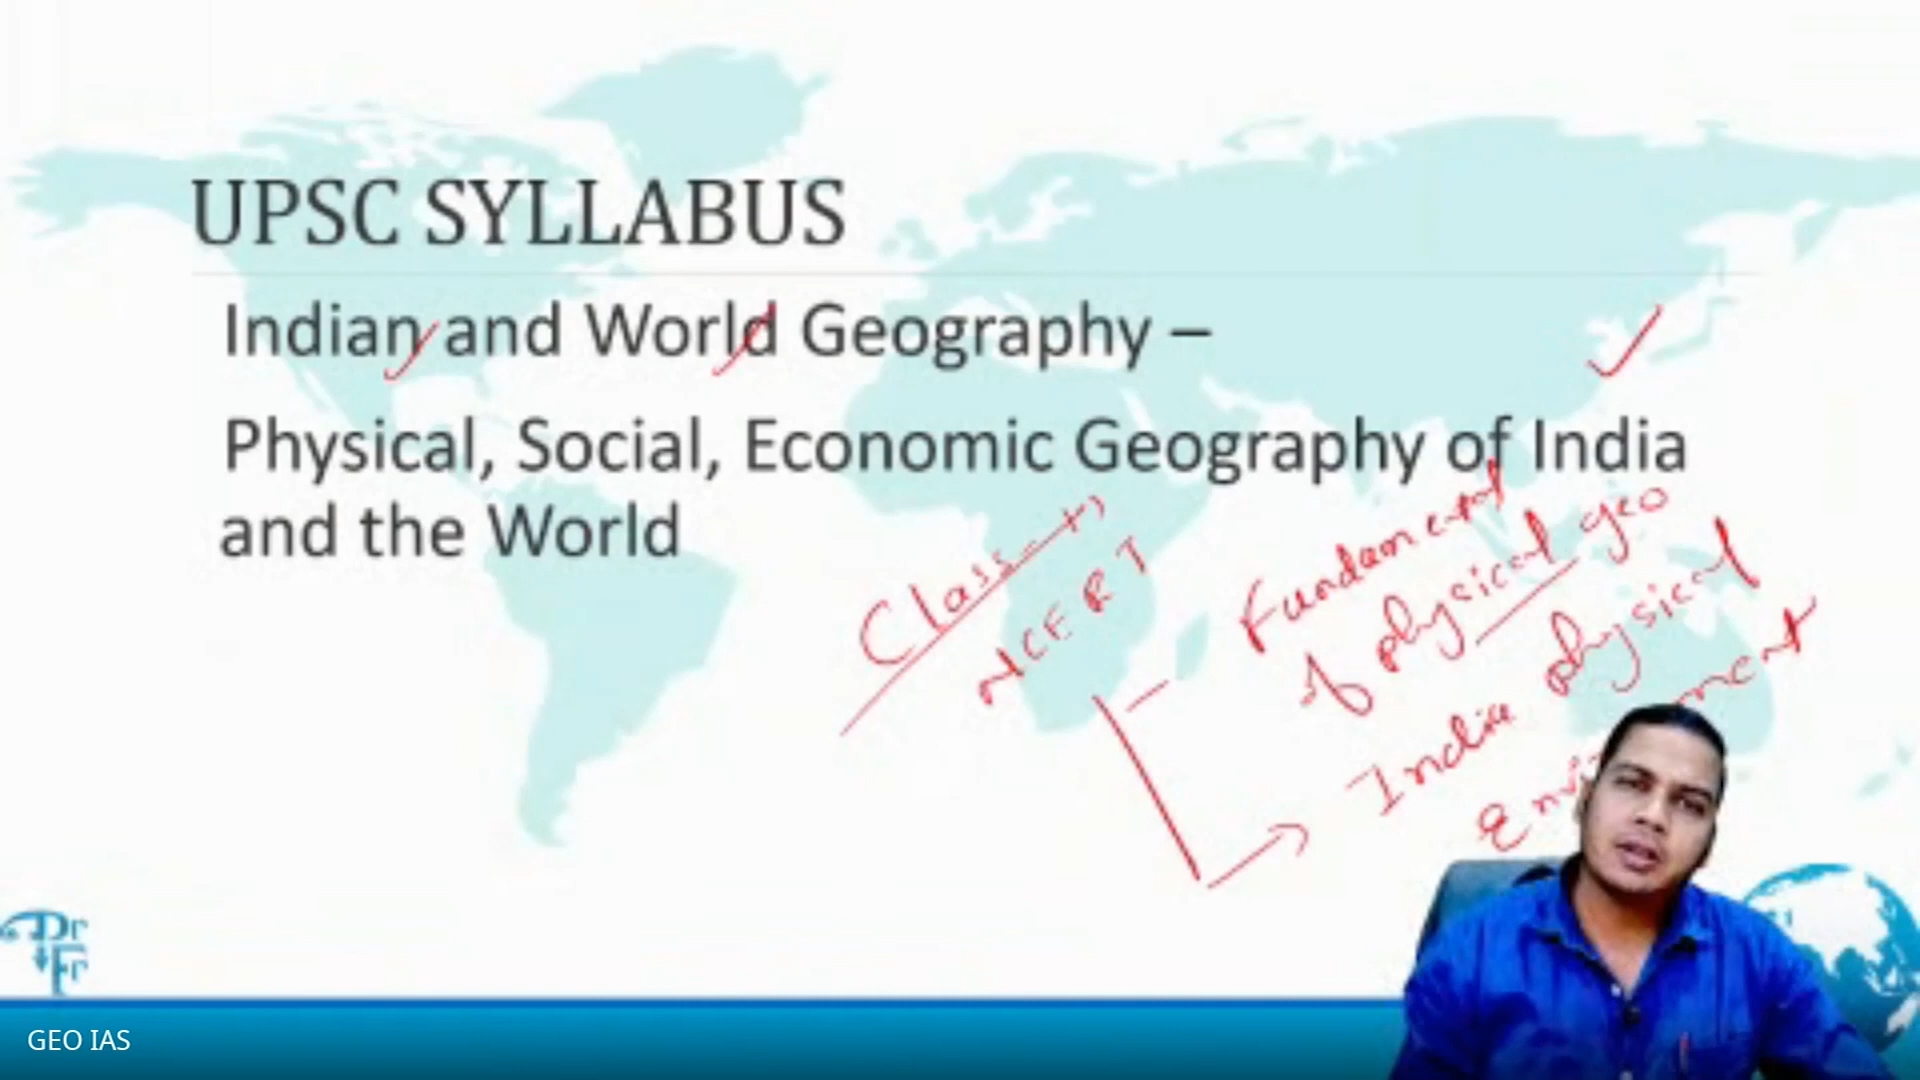 UPSC SYLLABUS
Indian and World Geography –
Physical, Social, Economic Geography of India
and the World
Class
NCERT
Fundamental
of physical geo
India physical
GEO IAS